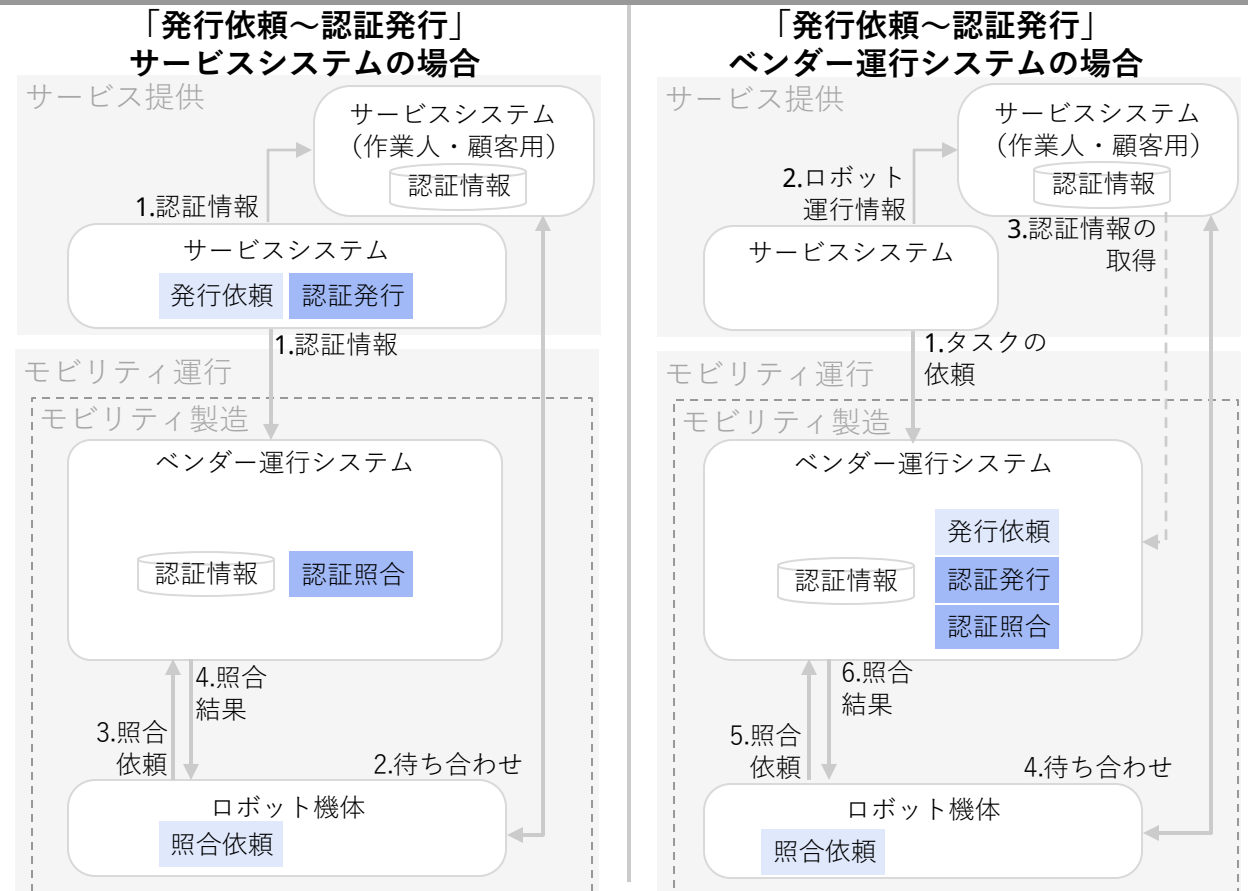 「発行依頼～認証発行」
サービスシステムの場合
サービス提供
サービスシステム
（作業人・顧客用）
認証情報
1.認証情報
サービスシステム
発行依頼
認証発行
1.認証情報
モビリティ運行
モビリティ製造
ベンダー運行システム
認証情報
認証照合
4.照合
結果
3.照合
依頼
2.待ち合わせ
ロボット機体
照合依頼
「発行依頼～認証発行」
ベンダー運行システムの場合
サービス提供
サービスシステム
（作業人・顧客用）
認証情報
2.ロボット
運行情報
3.認証情報の
取得
サービスシステム
1.タスクの
依頼
モビリティ運行
モビリティ製造
ベンダー運行システム
発行依頼
認証情報
認証発行
認証照合
6.照合
結果
5.照合
依頼
4.待ち合わせ
ロボット機体
照合依頼